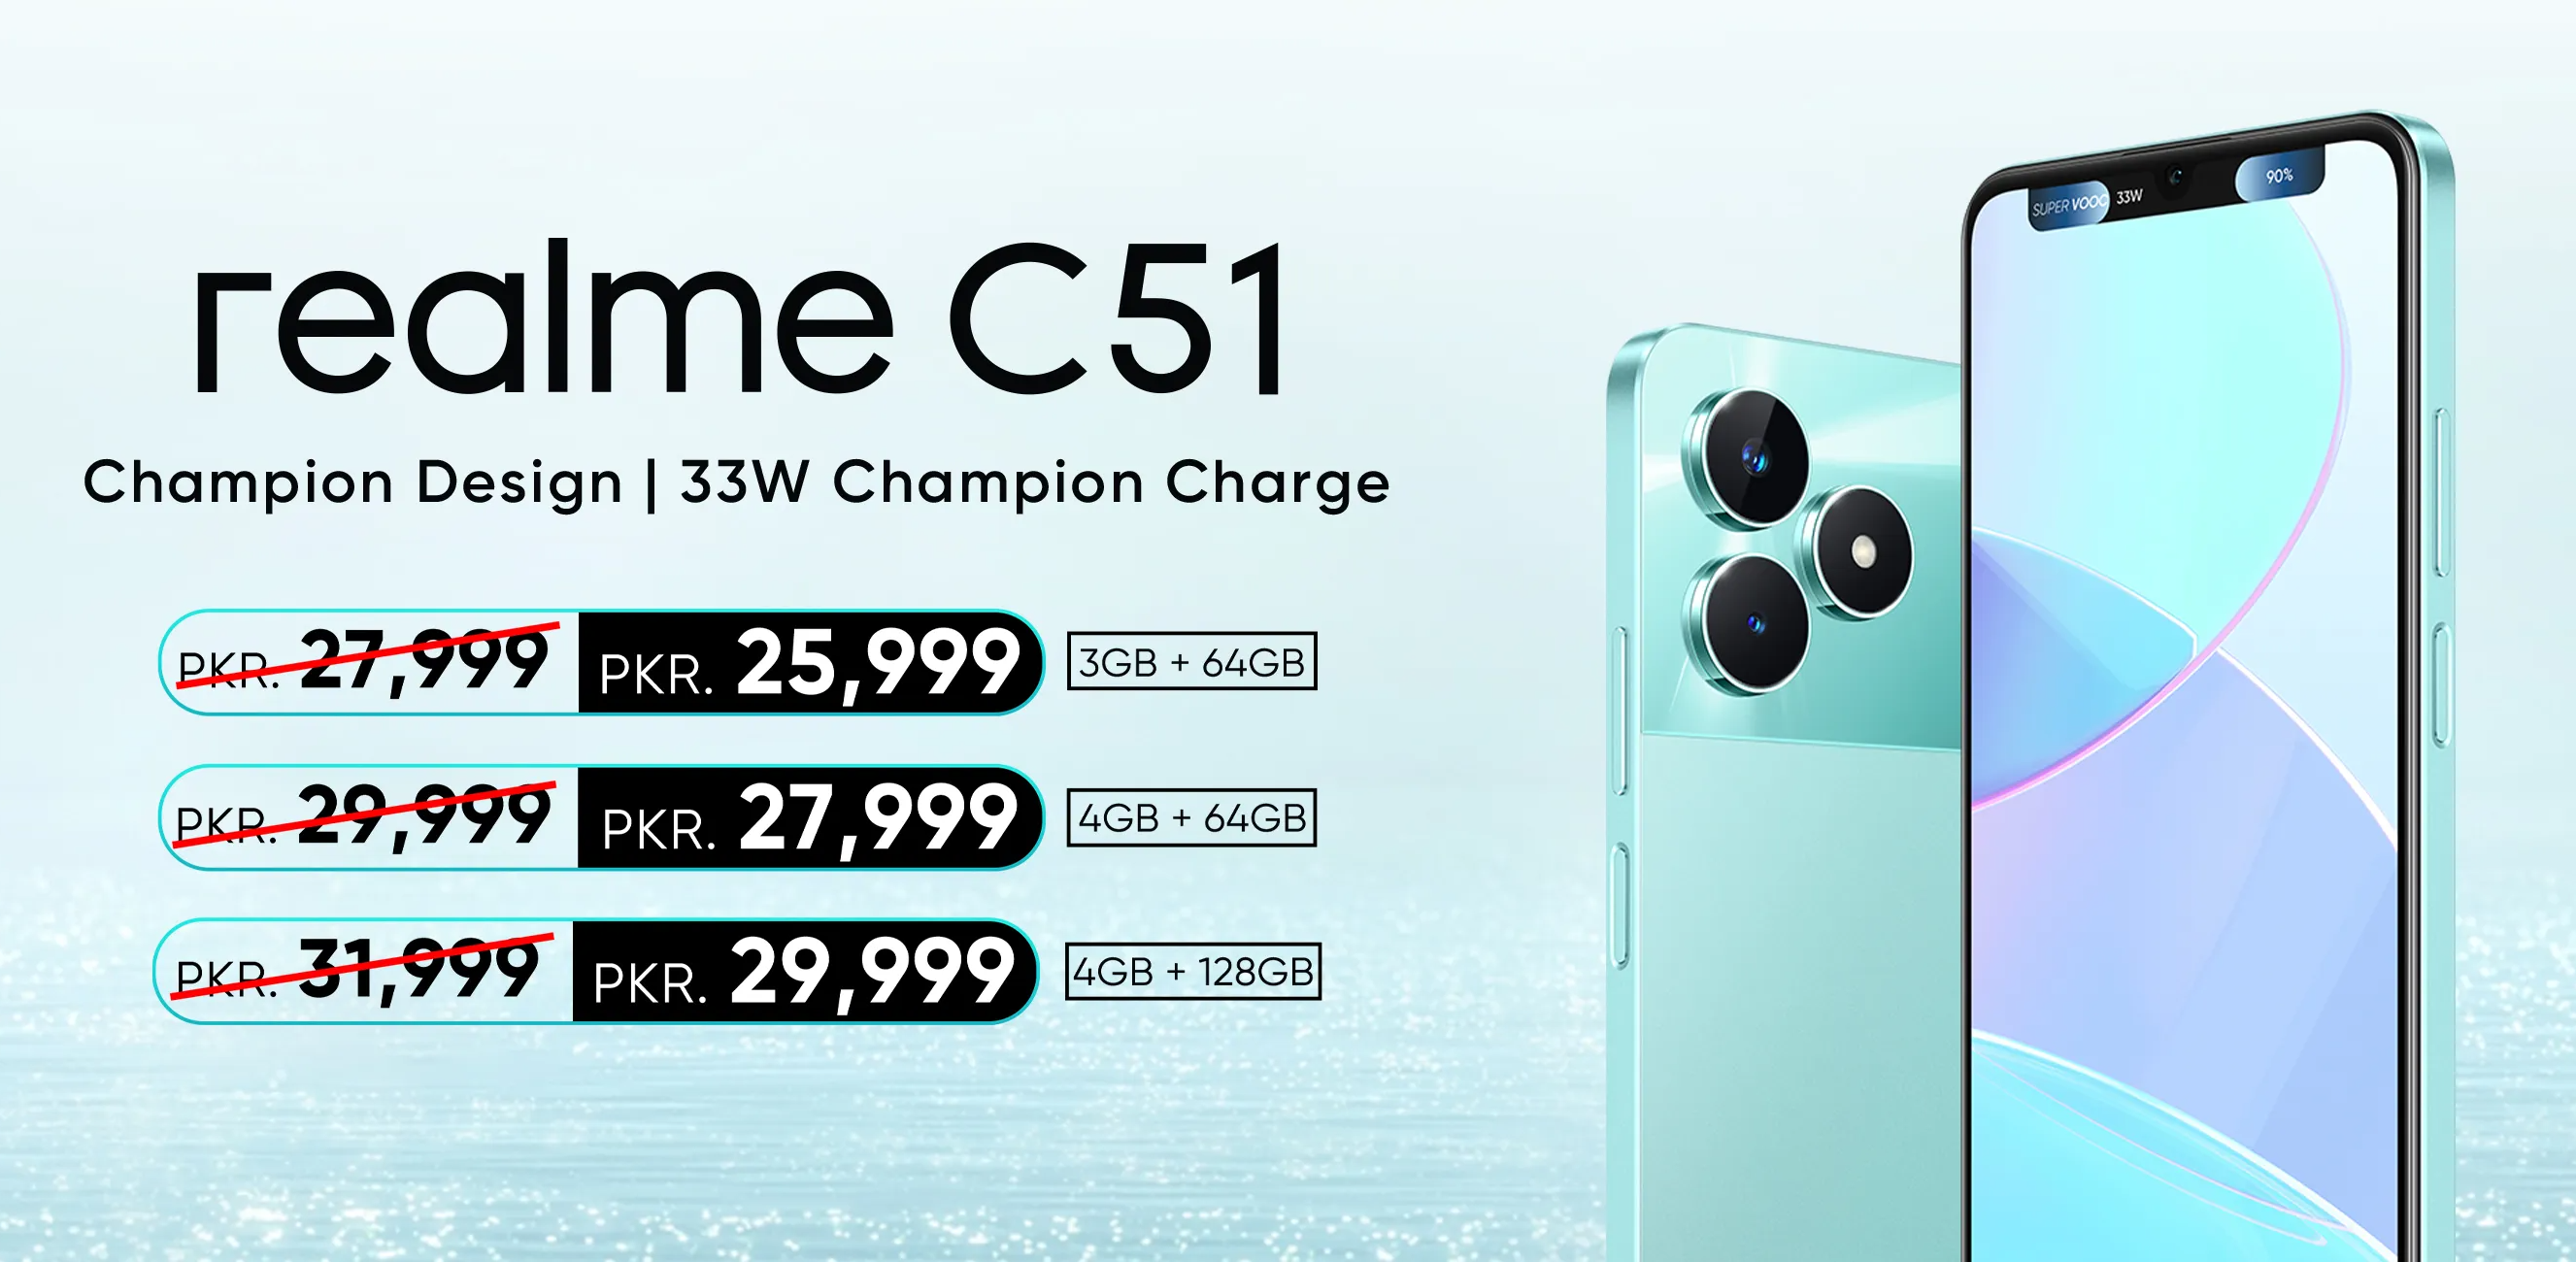 realme C51
Champion Design | 33W Champion Charge
PKR. 27,999 PKR. 25,999 3GB + 64GB
PKR. 29,999 PKR. 27,999 4GB + 64GB
PKR. 31,999 PKR. 29,999 4GB + 128GB
SUPER VOOC 33W 90%